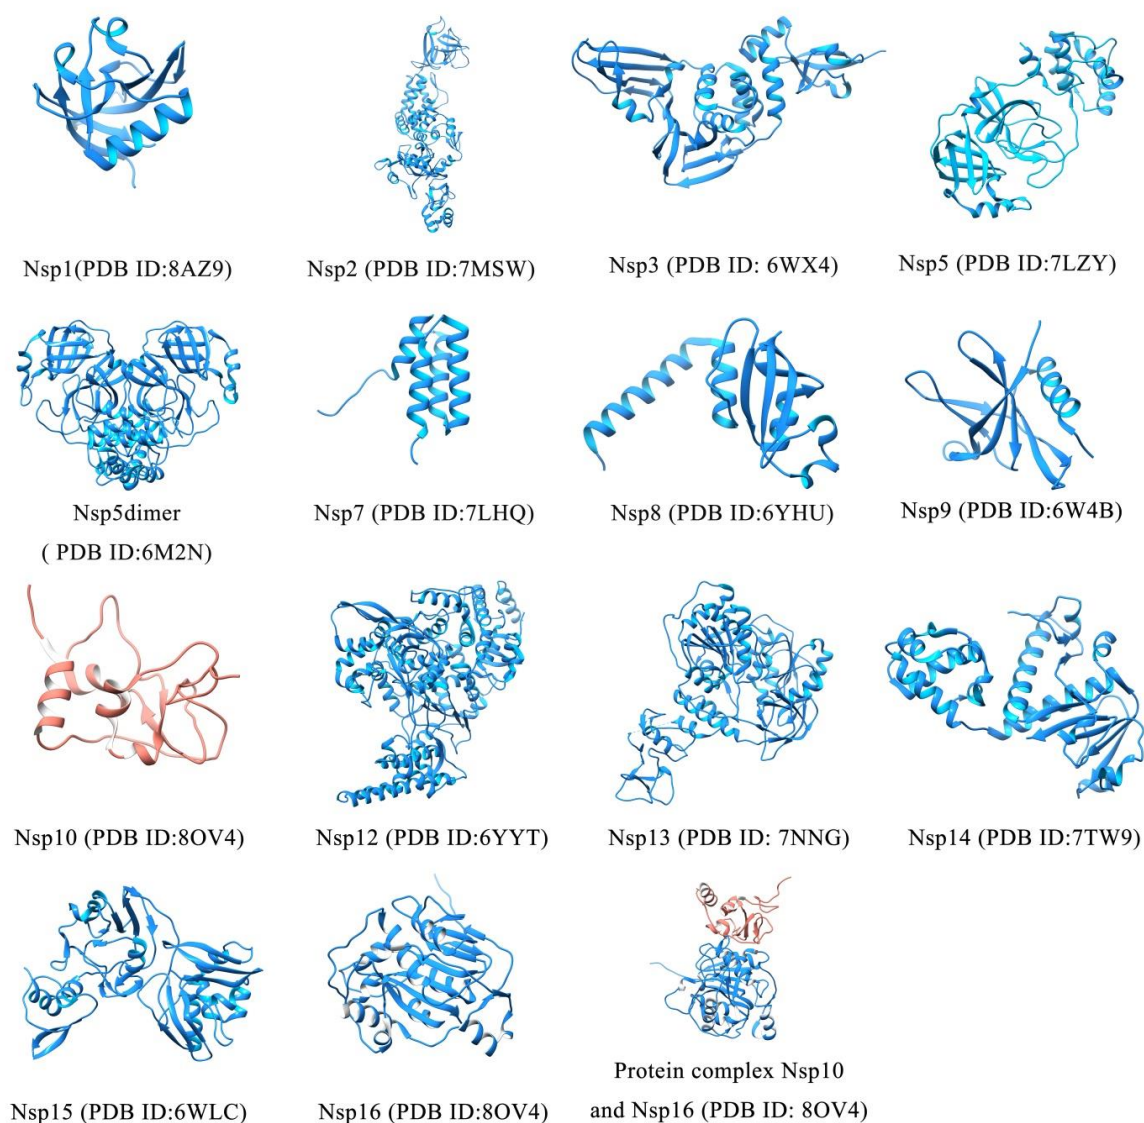 Nsp1(PDB ID:8AZ9)
Nsp2 (PDB ID:7MSW)
Nsp3 (PDB ID: 6WX4)
Nsp5 (PDB ID:7LZY)
Nsp5dimer
( PDB ID:6M2N)
Nsp7 (PDB ID:7LHQ)
Nsp8 (PDB ID:6YHU)
Nsp9 (PDB ID:6W4B)
Nsp10 (PDB ID:8OV4)
Nsp12 (PDB ID:6YYT)
Nsp13 (PDB ID: 7NNG)
Nsp14 (PDB ID:7TW9)
Nsp15 (PDB ID:6WLC)
Nsp16 (PDB ID:8OV4)
Protein complex Nsp10
and Nsp16 (PDB ID: 8OV4)